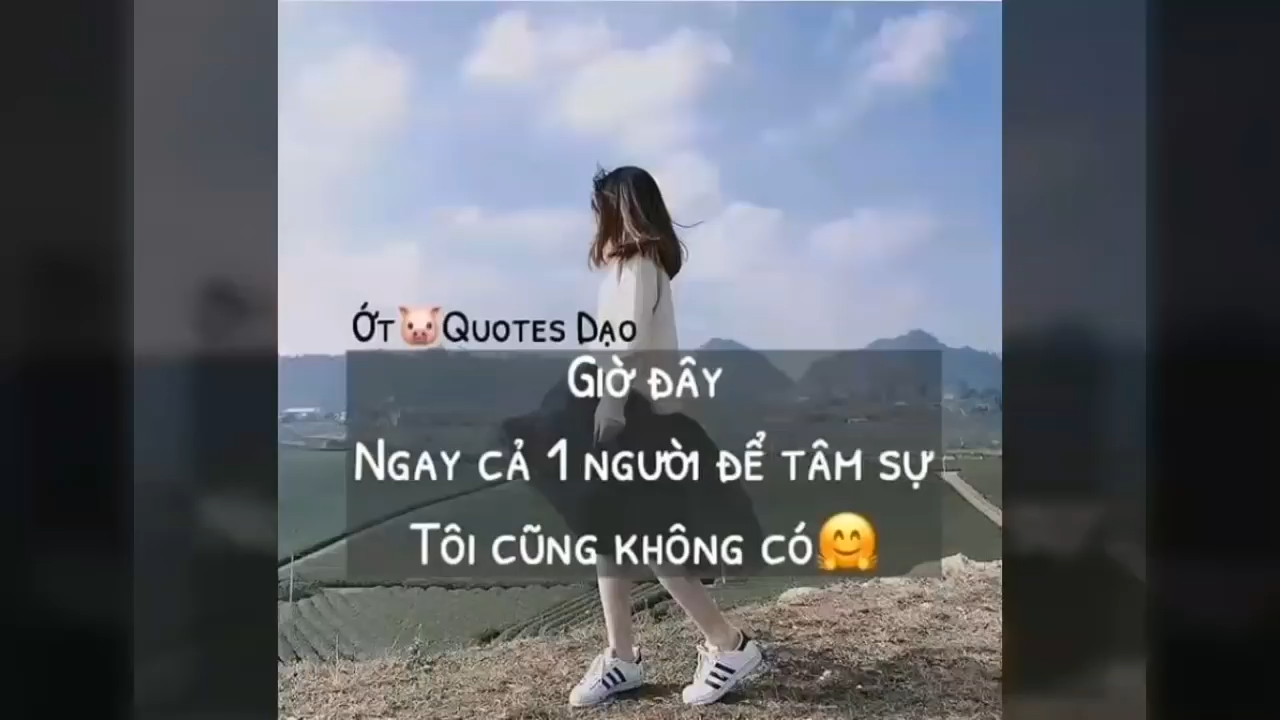 Ớt🐷Quotes Dạo
Giờ đây
Ngay cả 1 người để tâm sự
Tôi cũng không có🤗